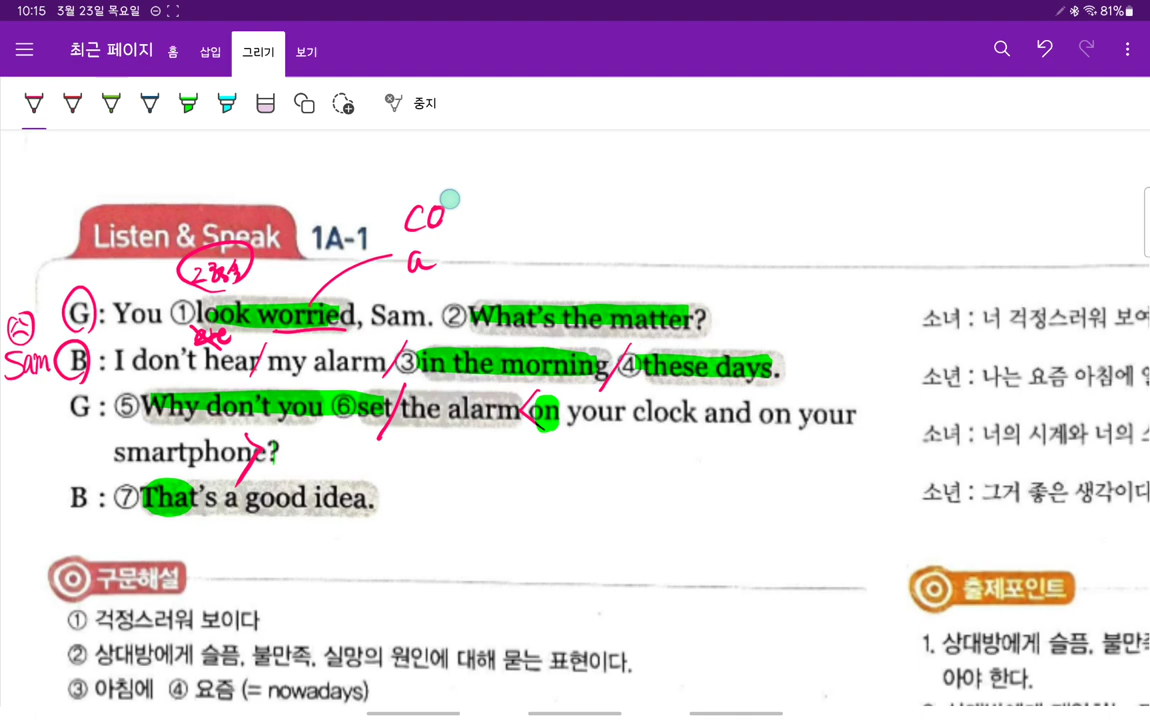 10:15 3월 23일 목요일 81%
최근 페이지 홈 삽입 그리기 보기
중지
Listen & Speak 1A-1
co
a
2형식
G : You ①look worried, Sam. ②What's the matter?
Sam B : I don't hear my alarm ③in the morning ④these days.
G : ⑤Why don't you ⑥set the alarm on your clock and on your
smartphone?
B : ⑦That's a good idea.
소녀 : 너 걱정스러워 보여
소년 : 나는 요즘 아침에
소녀 : 너의 시계와 너의
소년 : 그거 좋은 생각이다
구문해설
① 걱정스러워 보이다
② 상대방에게 슬픔, 불만족, 실망의 원인에 대해 묻는 표현이다.
③ 아침에 ④ 요즘 (= nowadays)
출제포인트
1. 상대방에게 슬픔, 불만
아야 한다.